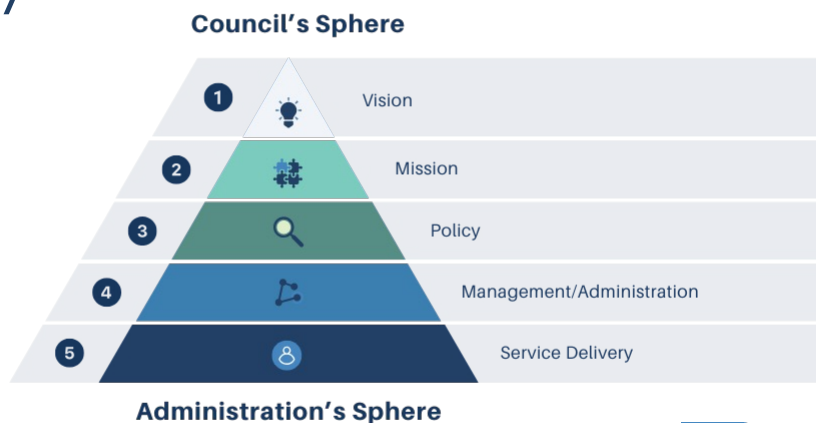 Council's Sphere
1 Vision
2 Mission
3 Policy
4 Management/Administration
5 Service Delivery
Administration's Sphere